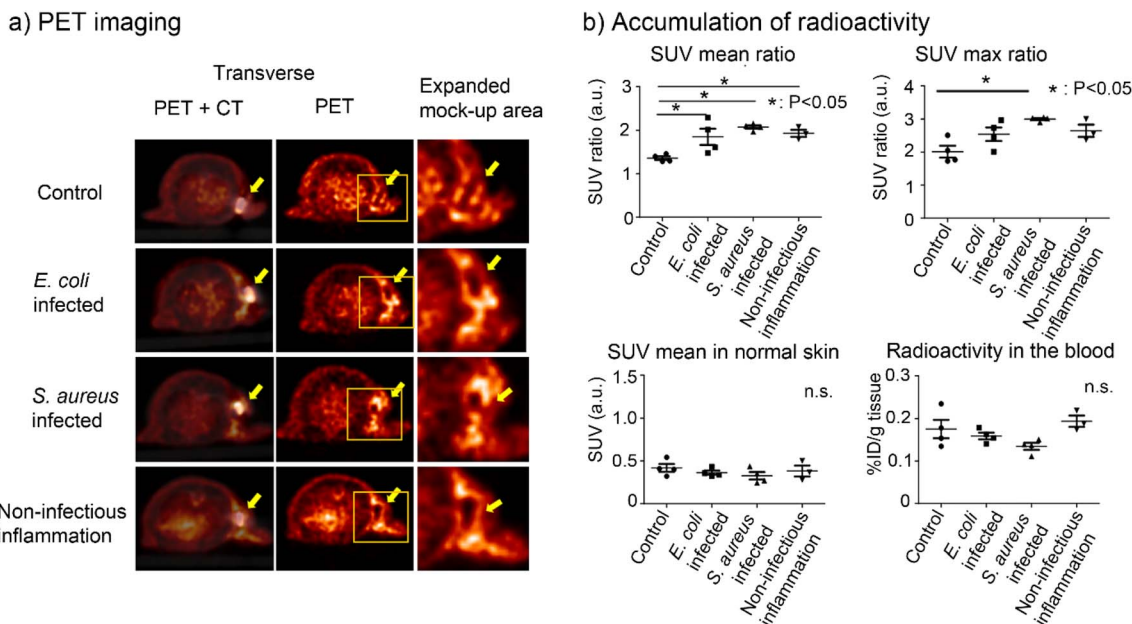 a) PET imaging
Transverse
PET + CT
PET
Expanded
mock-up area
Control
E. coli
infected
S. aureus
infected
Non-infectious
inflammation
b) Accumulation of radioactivity
SUV mean ratio
SUV ratio (a.u.)
3
2
1
0
*
*
*
* : P<0.05
Control
E. coli
infected
S. aureus
infected
Non-infectious
inflammation
SUV max ratio
SUV ratio (a.u.)
4
3
2
1
0
*
* : P<0.05
Control
E. coli
infected
S. aureus
infected
Non-infectious
inflammation
SUV mean in normal skin
SUV (a.u.)
1.5
1.0
0.5
0
n.s.
Control
E. coli
infected
S. aureus
infected
Non-infectious
inflammation
Radioactivity in the blood
%ID/g tissue
0.3
0.2
0.1
0.0
n.s.
Control
E. coli
infected
S. aureus
infected
Non-infectious
inflammation